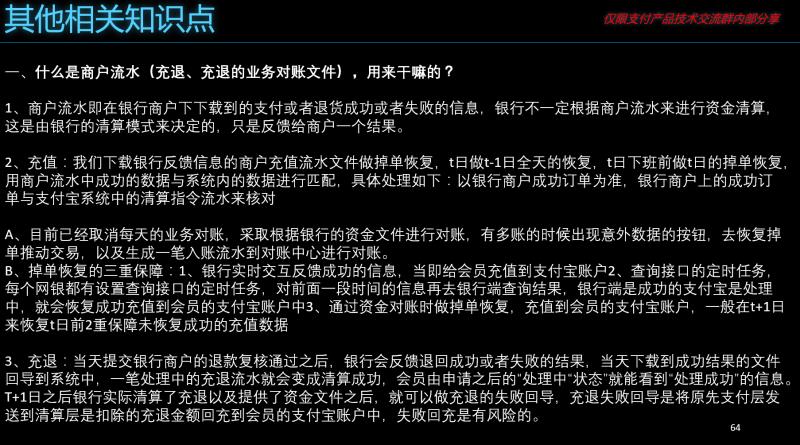 其他相关知识点
仅限支付产品技术交流群内部分享
一、什么是商户流水（充退、充退的业务对账文件），用来干嘛的？
1、商户流水即在银行商户下下载到的支付或者退货成功或者失败的信息，银行不一定根据商户流水来进行资金清算，
这是由银行的清算模式来决定的，只是反馈给商户一个结果。
2、充值：我们下载银行反馈信息的商户充值流水文件做掉单恢复，t日做t-1日全天的恢复，t日下班前做t日的掉单恢复，
用商户流水中成功的数据与系统内的数据进行匹配，具体处理如下：以银行商户成功订单为准，银行商户上的成功订
单与支付宝系统中的清算指令流水来核对
A、目前已经取消每天的业务对账，采取根据银行的资金文件进行对账，有多账的时候出现意外数据的按钮，去恢复掉
单推动交易，以及生成一笔入账流水到对账中心进行对账。
B、掉单恢复的三重保障：1、银行实时交互反馈成功的信息，当即给会员充值到支付宝账户2、查询接口的定时任务，
每个网银都有设置查询接口的定时任务，对前面一段时间的信息再去银行端查询结果，银行端是成功的支付宝是处理
中，就会恢复成功充值到会员的支付宝账户中3、通过资金对账时做掉单恢复，充值到会员的支付宝账户，一般在t+1日
来恢复t日前2重保障未恢复成功的充值数据
3、充退：当天提交银行商户的退款复核通过之后，银行会反馈退回成功或者失败的结果，当天下载到成功结果的文件
回导到系统中，一笔处理中的充退流水就会变成清算成功，会员由申请之后的"处理中"状态"就能看到"处理成功"的信息。
T+1日之后银行实际清算了充退以及提供了资金文件之后，就可以做充退的失败回导，充退失败回导是将原先支付层发
送到清算层是扣除的充退金额回充到会员的支付宝账户中，失败回充是有风险的。
64